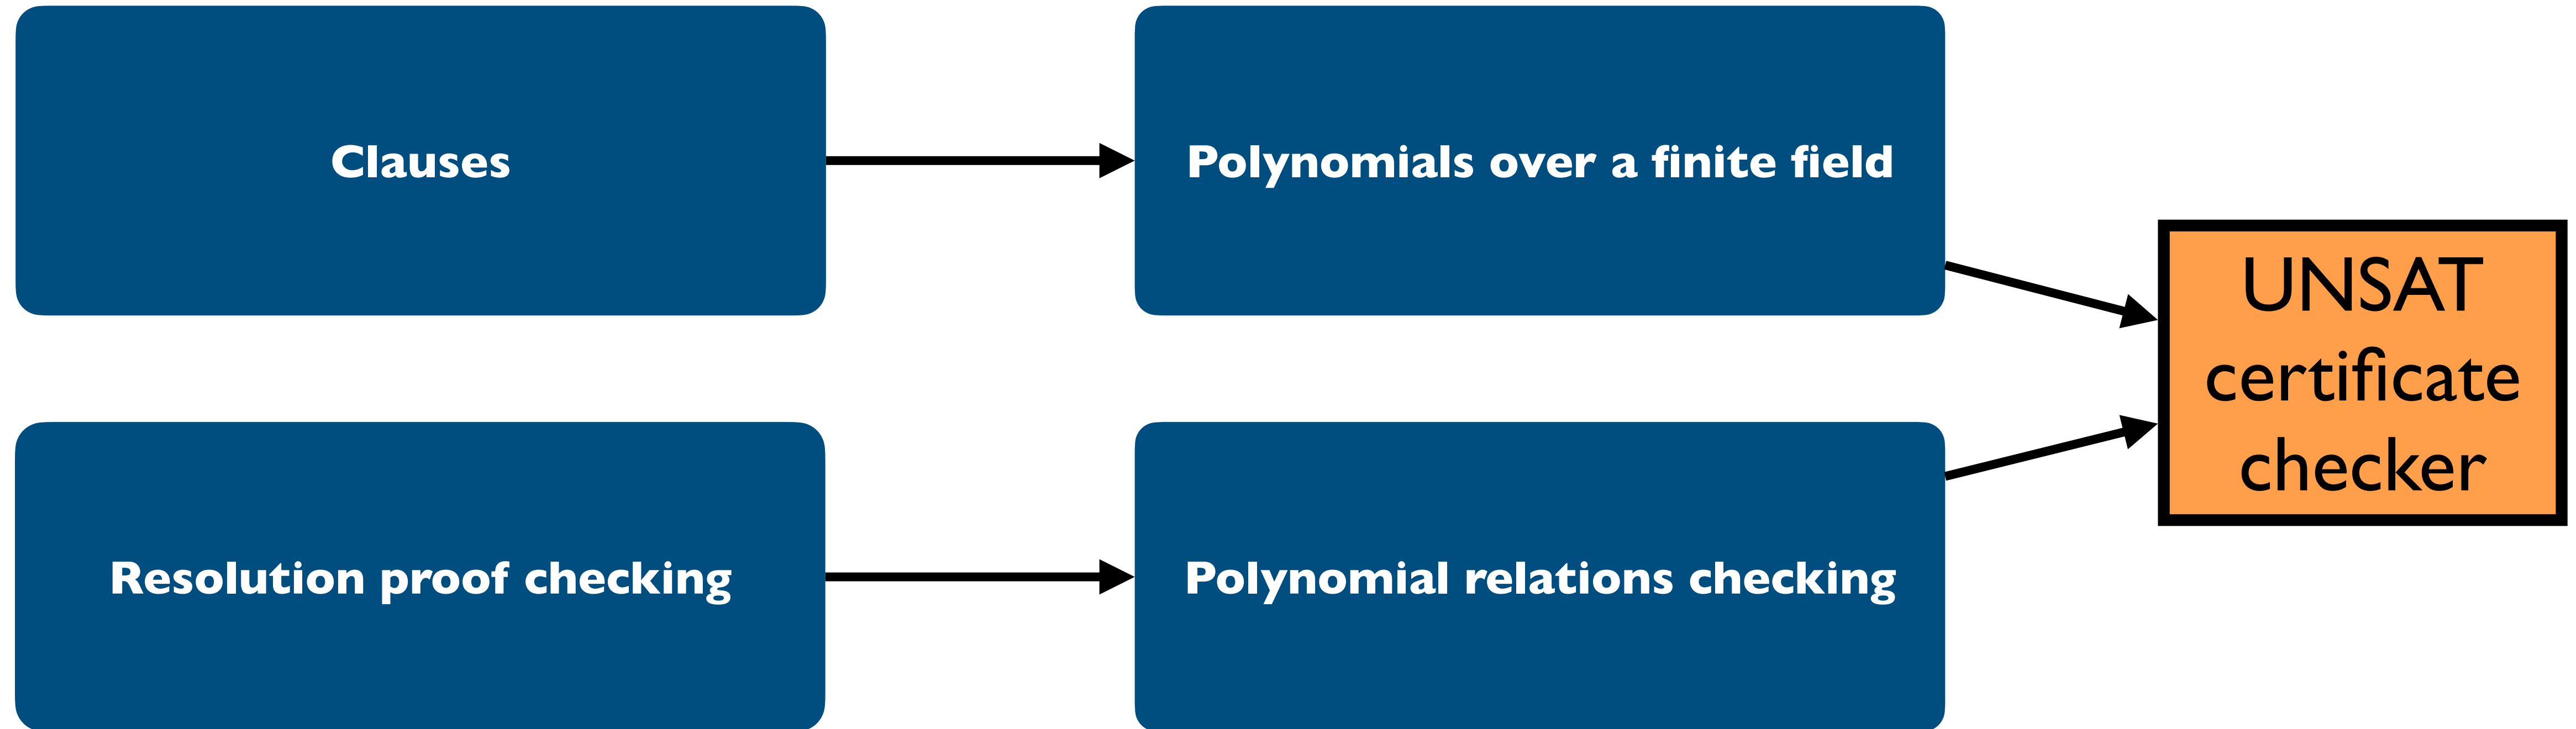 Clauses
Polynomials over a finite field
UNSAT
certificate
checker
Resolution proof checking
Polynomial relations checking